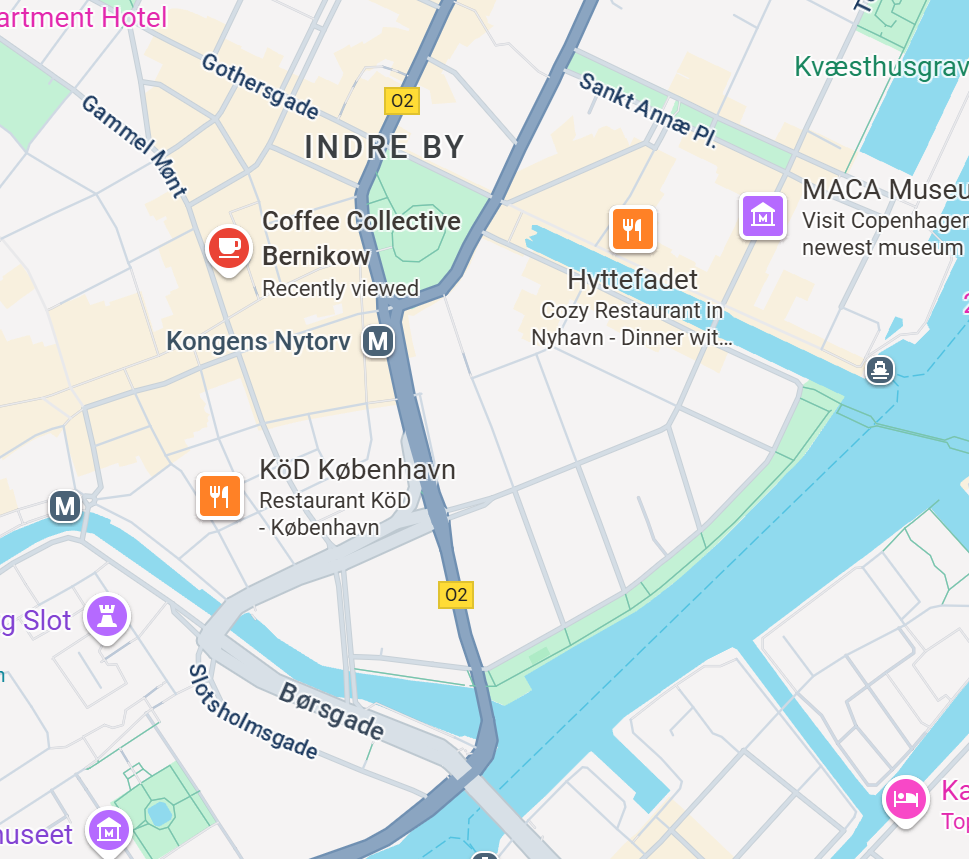 artment Hotel
Gothersgade
Kvæsthusgrav
O2
Sankt Annæ Pl.
Gammel Mønt
INDRE BY
MACA Museu
Visit Copenhagen
newest museum
Coffee Collective
Bernikow
Recently viewed
Hyttefadet
Cozy Restaurant in
Nyhavn - Dinner wit...
Kongens Nytorv
M
KöD København
Restaurant KöD
- København
M
O2
g Slot
Slotsholmsgade
Børsgade
Ka
Top
museet